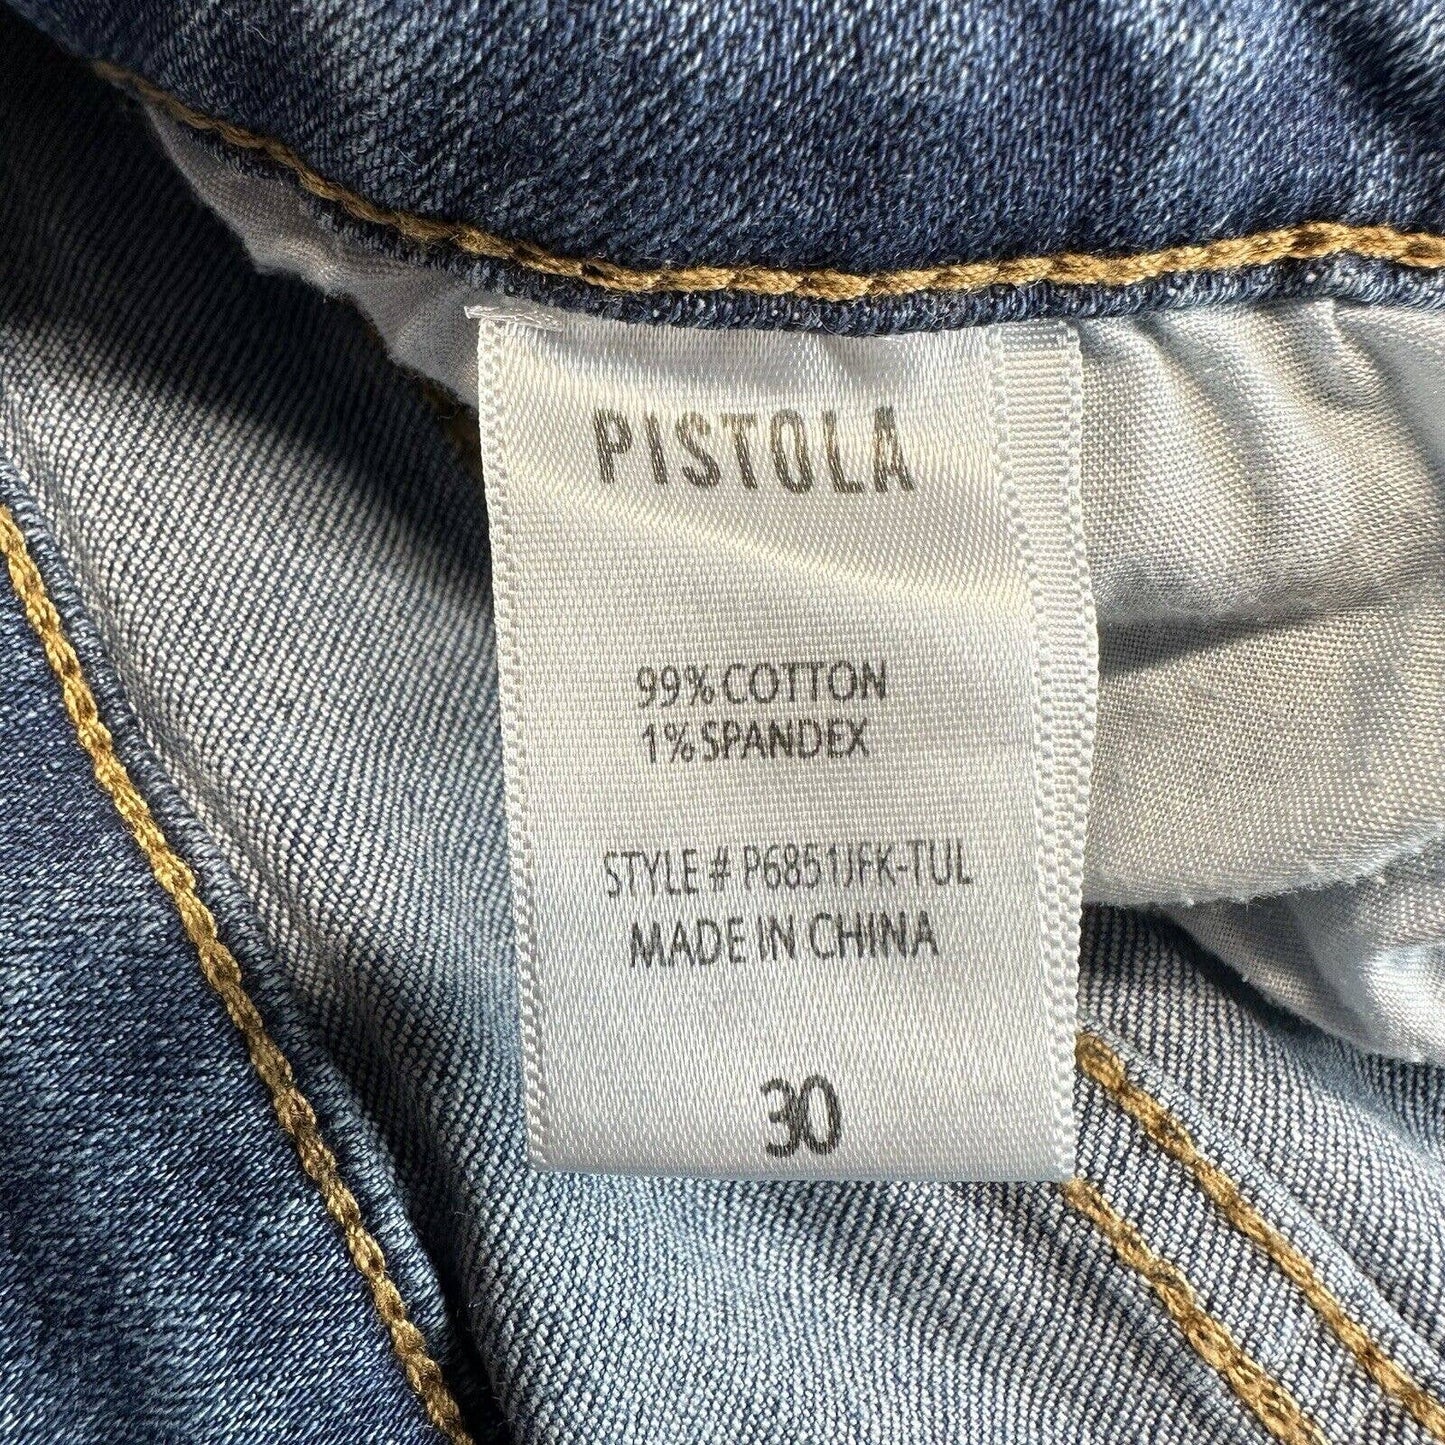 PISTOLA
99% COTTON
1% SPANDEX
STYLE # P6851JFK-TUL
MADE IN CHINA
30